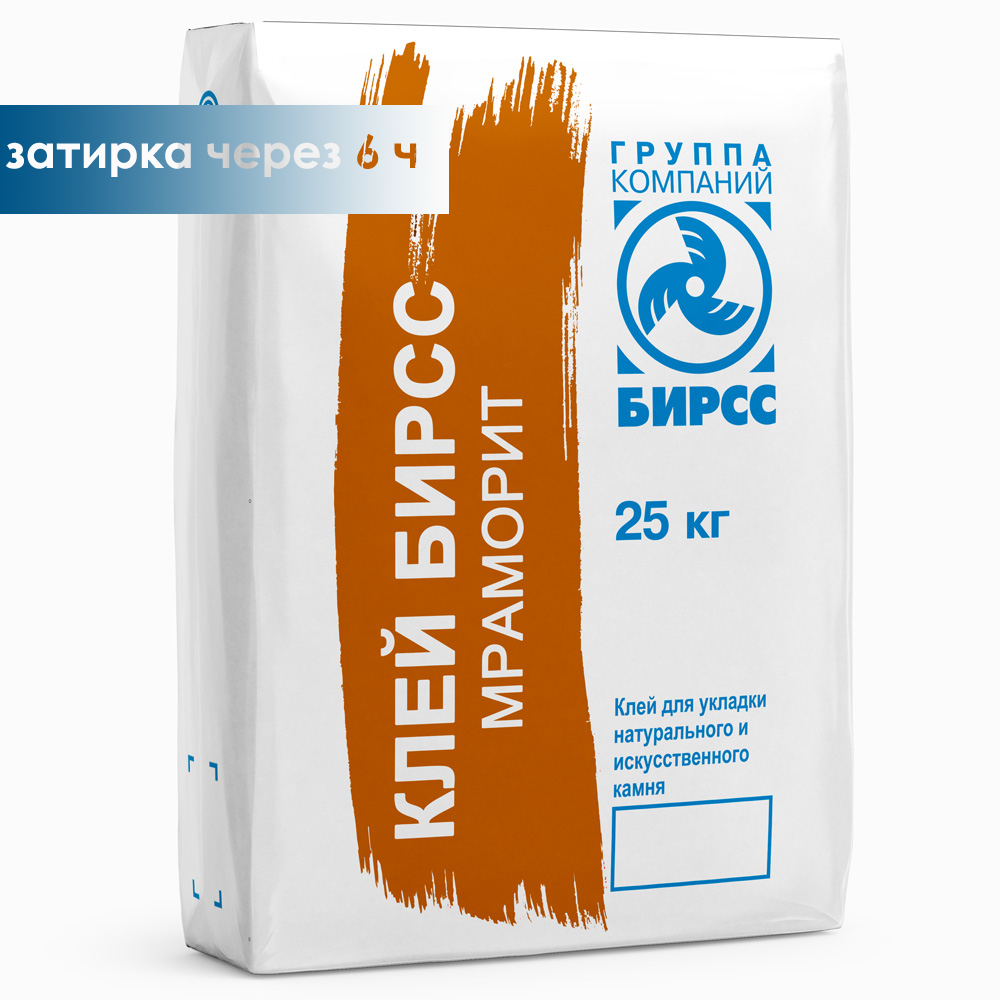 затирка через 6 ч
ГРУППА
КОМПАНИЙ
БИРСС
КЛЕЙ БИРСС
МРАМОРИТ
25 кг
Клей для укладки
натурального и
искусственного
камня